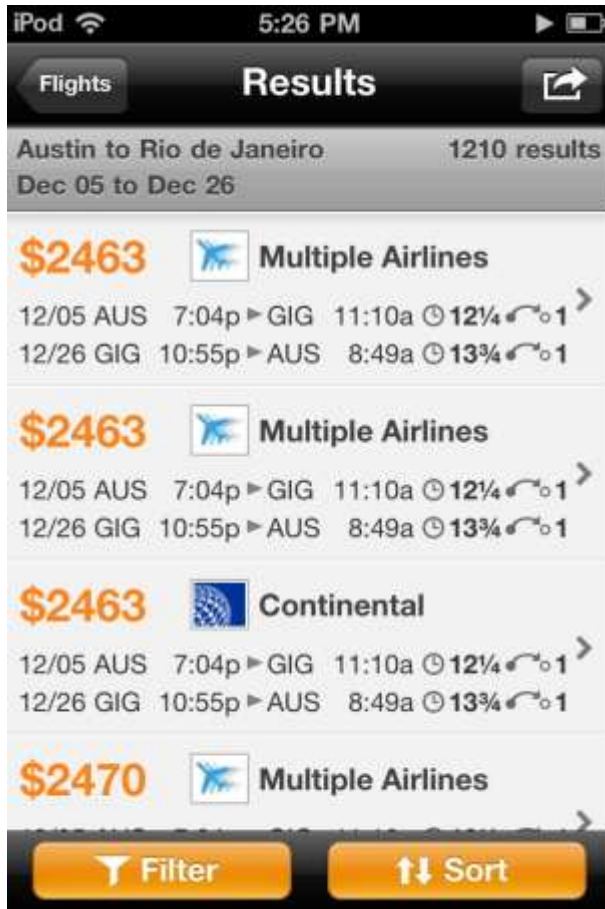 iPod 5:26 PM
Flights Results
Austin to Rio de Janeiro 1210 results
Dec 05 to Dec 26
$2463 Multiple Airlines
12/05 AUS 7:04p ► GIG 11:10a 12¼ 1
12/26 GIG 10:55p ► AUS 8:49a 13¾ 1
$2463 Multiple Airlines
12/05 AUS 7:04p ► GIG 11:10a 12¼ 1
12/26 GIG 10:55p ► AUS 8:49a 13¾ 1
$2463 Continental
12/05 AUS 7:04p ► GIG 11:10a 12¼ 1
12/26 GIG 10:55p ► AUS 8:49a 13¾ 1
$2470 Multiple Airlines
Filter Sort